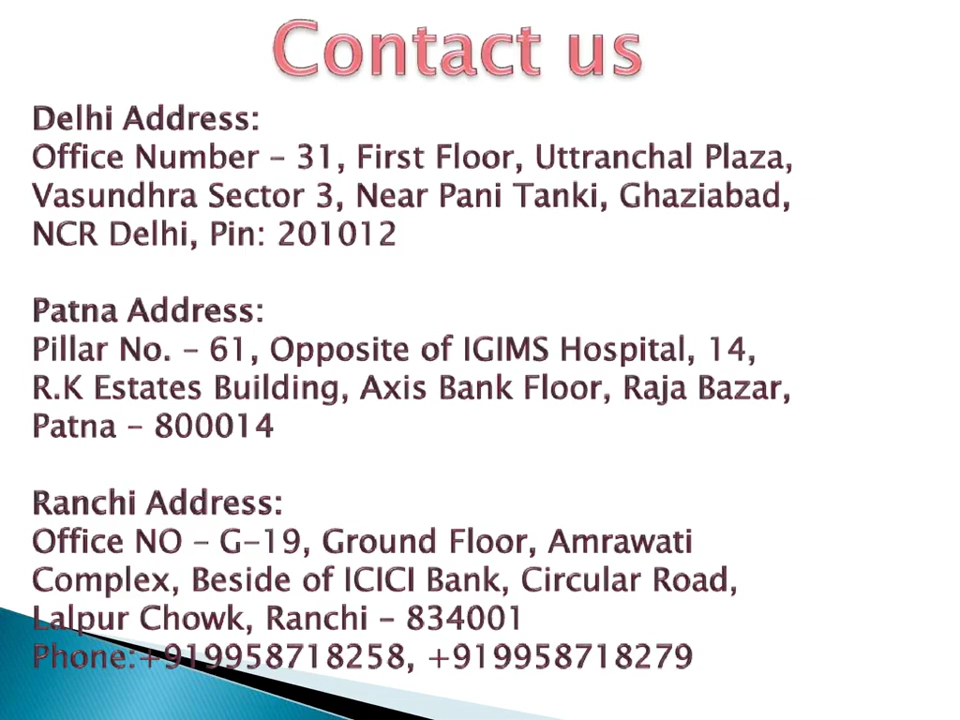 Contact us
Delhi Address:
Office Number – 31, First Floor, Uttranchal Plaza,
Vasundhra Sector 3, Near Pani Tanki, Ghaziabad,
NCR Delhi, Pin: 201012
Patna Address:
Pillar No. – 61, Opposite of IGIMS Hospital, 14,
R.K Estates Building, Axis Bank Floor, Raja Bazar,
Patna – 800014
Ranchi Address:
Office NO – G-19, Ground Floor, Amrawati
Complex, Beside of ICICI Bank, Circular Road,
Lalpur Chowk, Ranchi – 834001
Phone:+919958718258, +919958718279